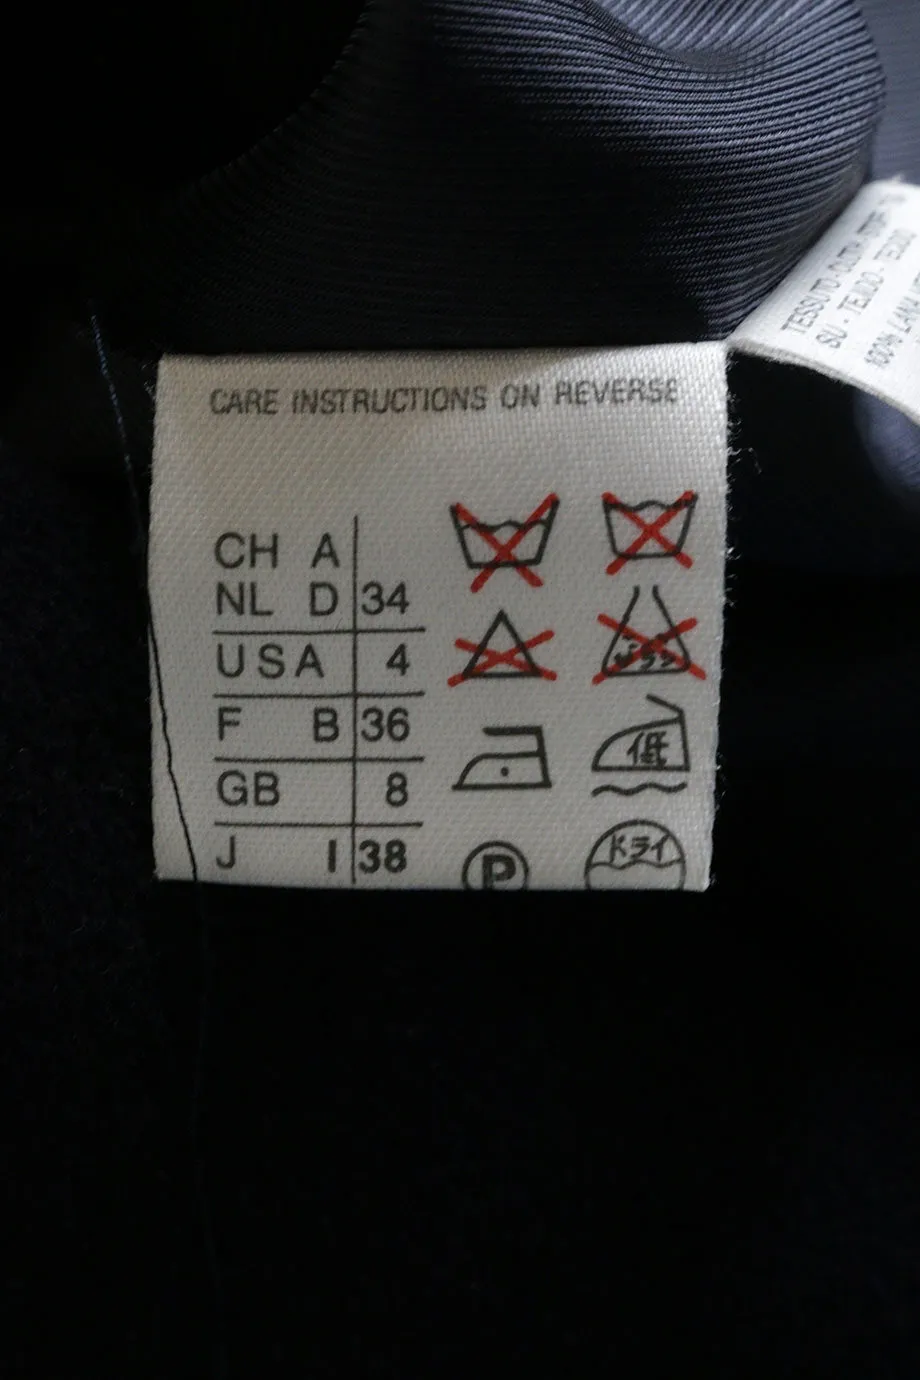 CARE INSTRUCTIONS ON REVERSE
CH A
NL D 34
USA 4
F B 36
GB 8
J I 38
低
P
ドライ
TESSUTO
SU - TEJIDO
100% LANA